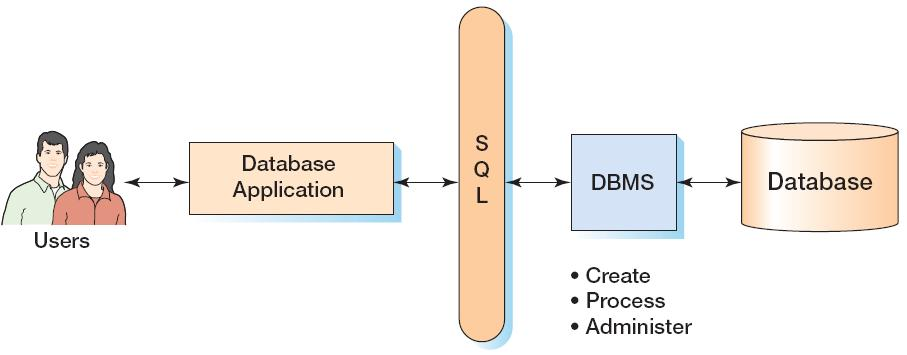 Users
Database
Application
S
Q
L
DBMS
• Create
• Process
• Administer
Database